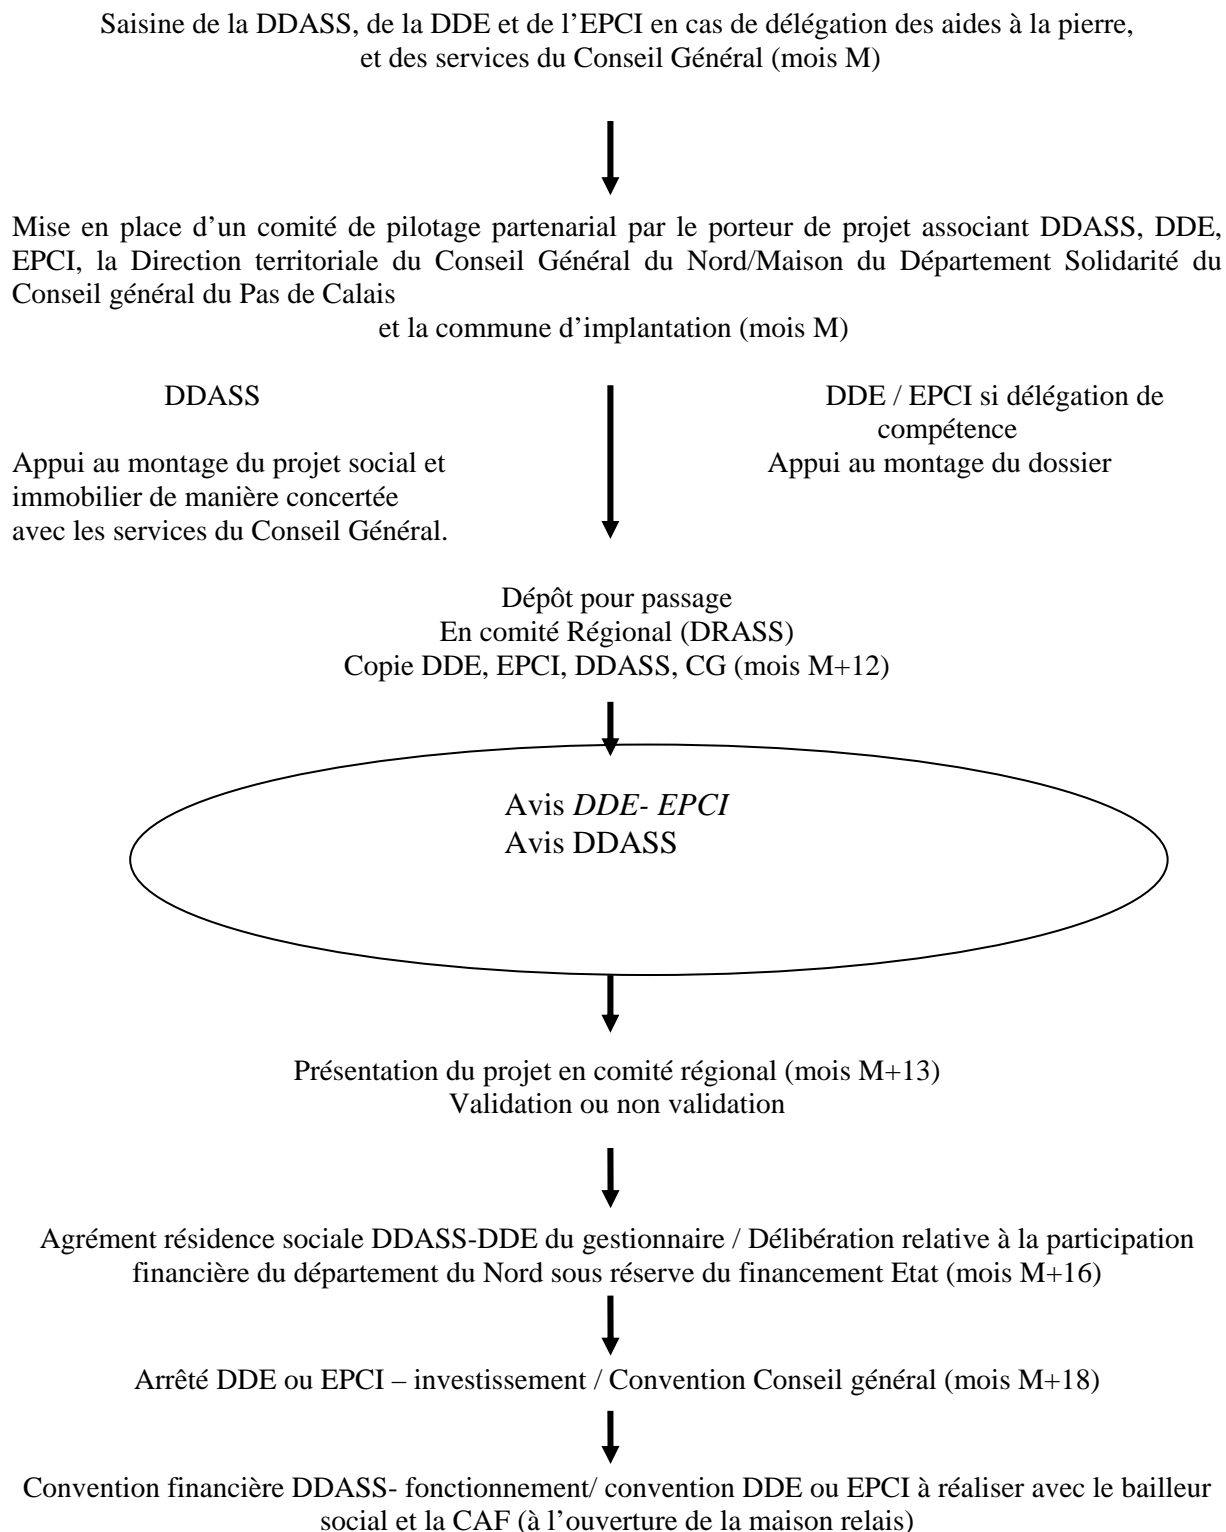 Saisine de la DDASS, de la DDE et de l’EPCI en cas de délégation des aides à la pierre,
et des services du Conseil Général (mois M)
Mise en place d’un comité de pilotage partenarial par le porteur de projet associant DDASS, DDE,
EPCI, la Direction territoriale du Conseil Général du Nord/Maison du Département Solidarité du
Conseil général du Pas de Calais
et la commune d’implantation (mois M)
DDASS
Appui au montage du projet social et
immobilier de manière concertée
avec les services du Conseil Général.
DDE / EPCI si délégation de
compétence
Appui au montage du dossier
Dépôt pour passage
En comité Régional (DRASS)
Copie DDE, EPCI, DDASS, CG (mois M+12)
Avis DDE- EPCI
Avis DDASS
Présentation du projet en comité régional (mois M+13)
Validation ou non validation
Agrément résidence sociale DDASS-DDE du gestionnaire / Délibération relative à la participation
financière du département du Nord sous réserve du financement Etat (mois M+16)
Arrêté DDE ou EPCI – investissement / Convention Conseil général (mois M+18)
Convention financière DDASS- fonctionnement/ convention DDE ou EPCI à réaliser avec le bailleur
social et la CAF (à l’ouverture de la maison relais)